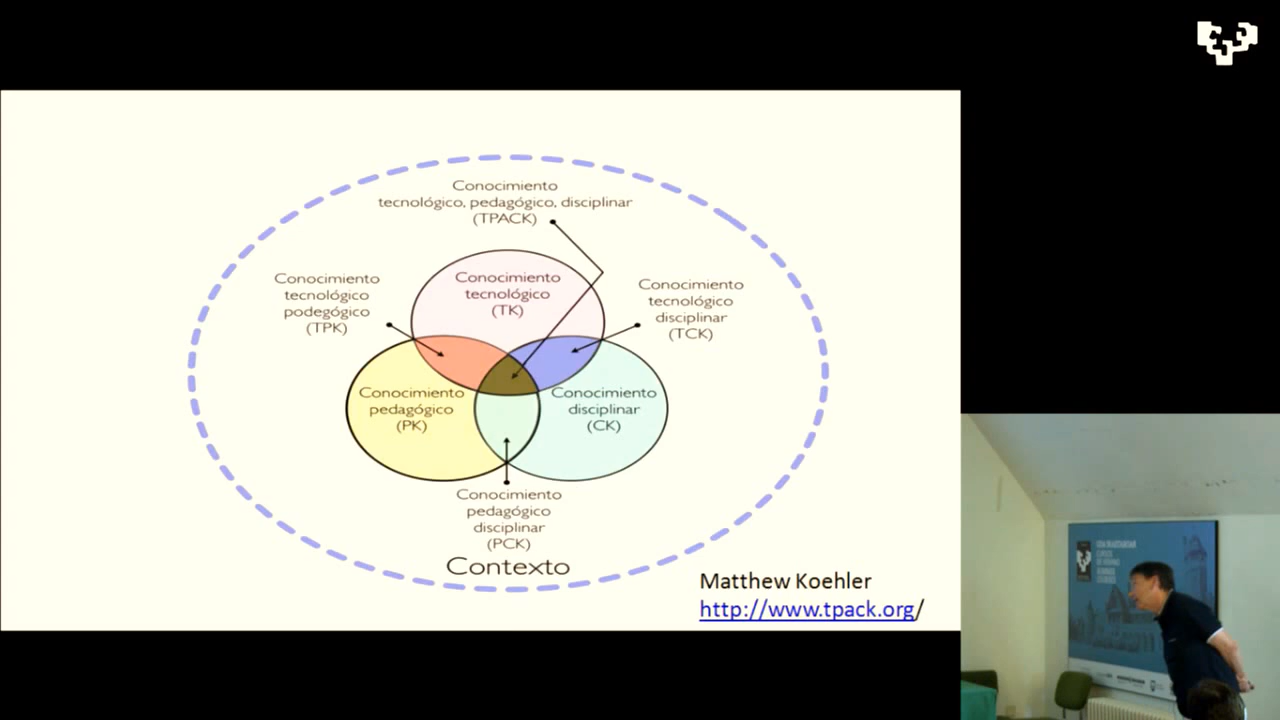 Conocimiento
tecnológico, pedagógico, disciplinar
(TPACK)
Conocimiento
tecnológico
podegógico
(TPK)
Conocimiento
tecnológico
(TK)
Conocimiento
tecnológico
disciplinar
(TCK)
Conocimiento
pedagógico
(PK)
Conocimiento
disciplinar
(CK)
Conocimiento
pedagógico
disciplinar
(PCK)
Contexto
Matthew Koehler
http://www.tpack.org/